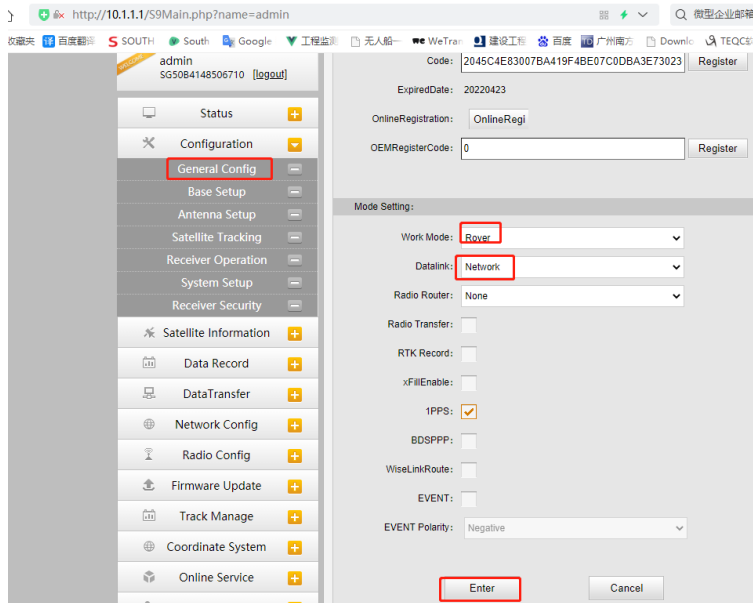 http://10.1.1.1/S9Main.php?name=admin
微型企业邮箱
收藏夹 译 百度翻译 SOUTH South Google 工程监测 无人船一 WeTran 建设工程 百度 广州南方 Downlo TEQC
admin
SG50B4148506710 [logout]
Code: 2045C4E83007BA419F4BE07C0DBA3E73023 Register
ExpiredDate: 20220423
OnlineRegistration: OnlineRegi
OEMRegisterCode: 0 Register
Status
Configuration
General Config
Base Setup
Antenna Setup
Satellite Tracking
Receiver Operation
System Setup
Receiver Security
Satellite Information
Data Record
DataTransfer
Network Config
Radio Config
Firmware Update
Track Manage
Coordinate System
Online Service
Mode Setting:
Work Mode: Rover
Datalink: Network
Radio Router: None
Radio Transfer:
RTK Record:
xFillEnable:
1PPS:
BDSPPP:
WiseLinkRoute:
EVENT:
EVENT Polarity: Negative
Enter Cancel